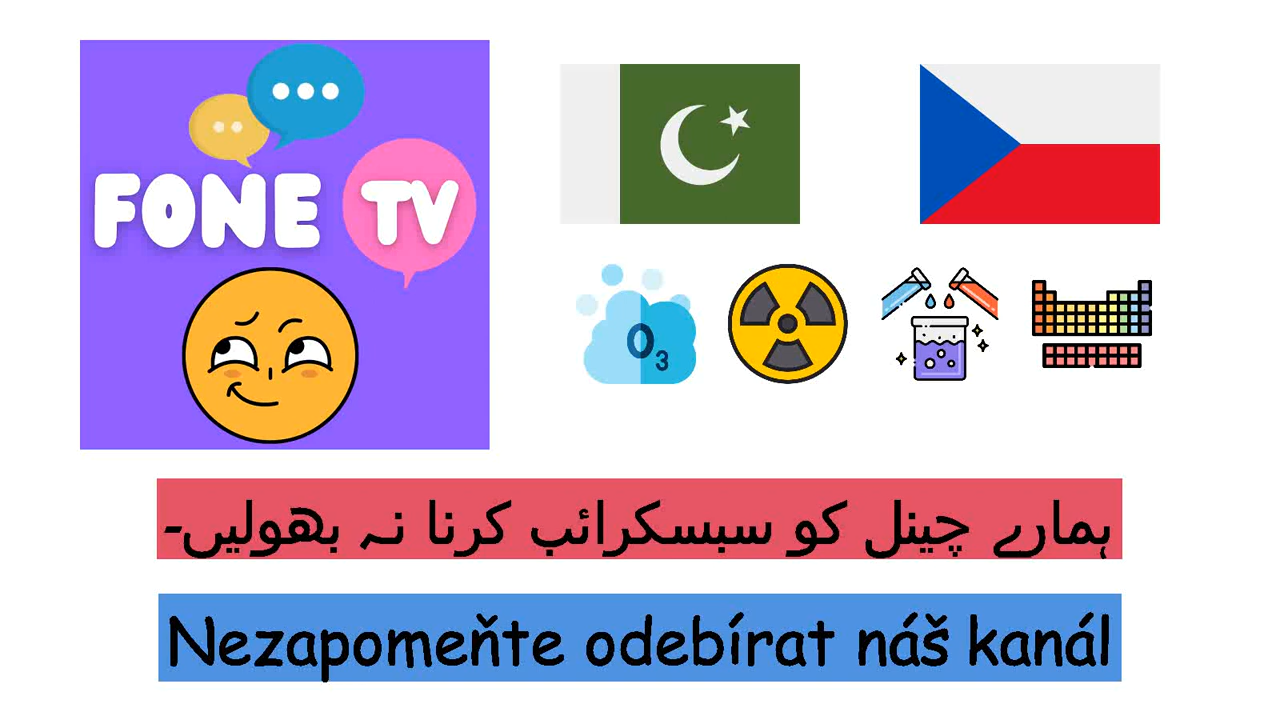 FONE TV
O3
ہمارے چینل کو سبسکرائب کرنا نہ بھولیں۔
Nezapomeňte odebírat náš kanál